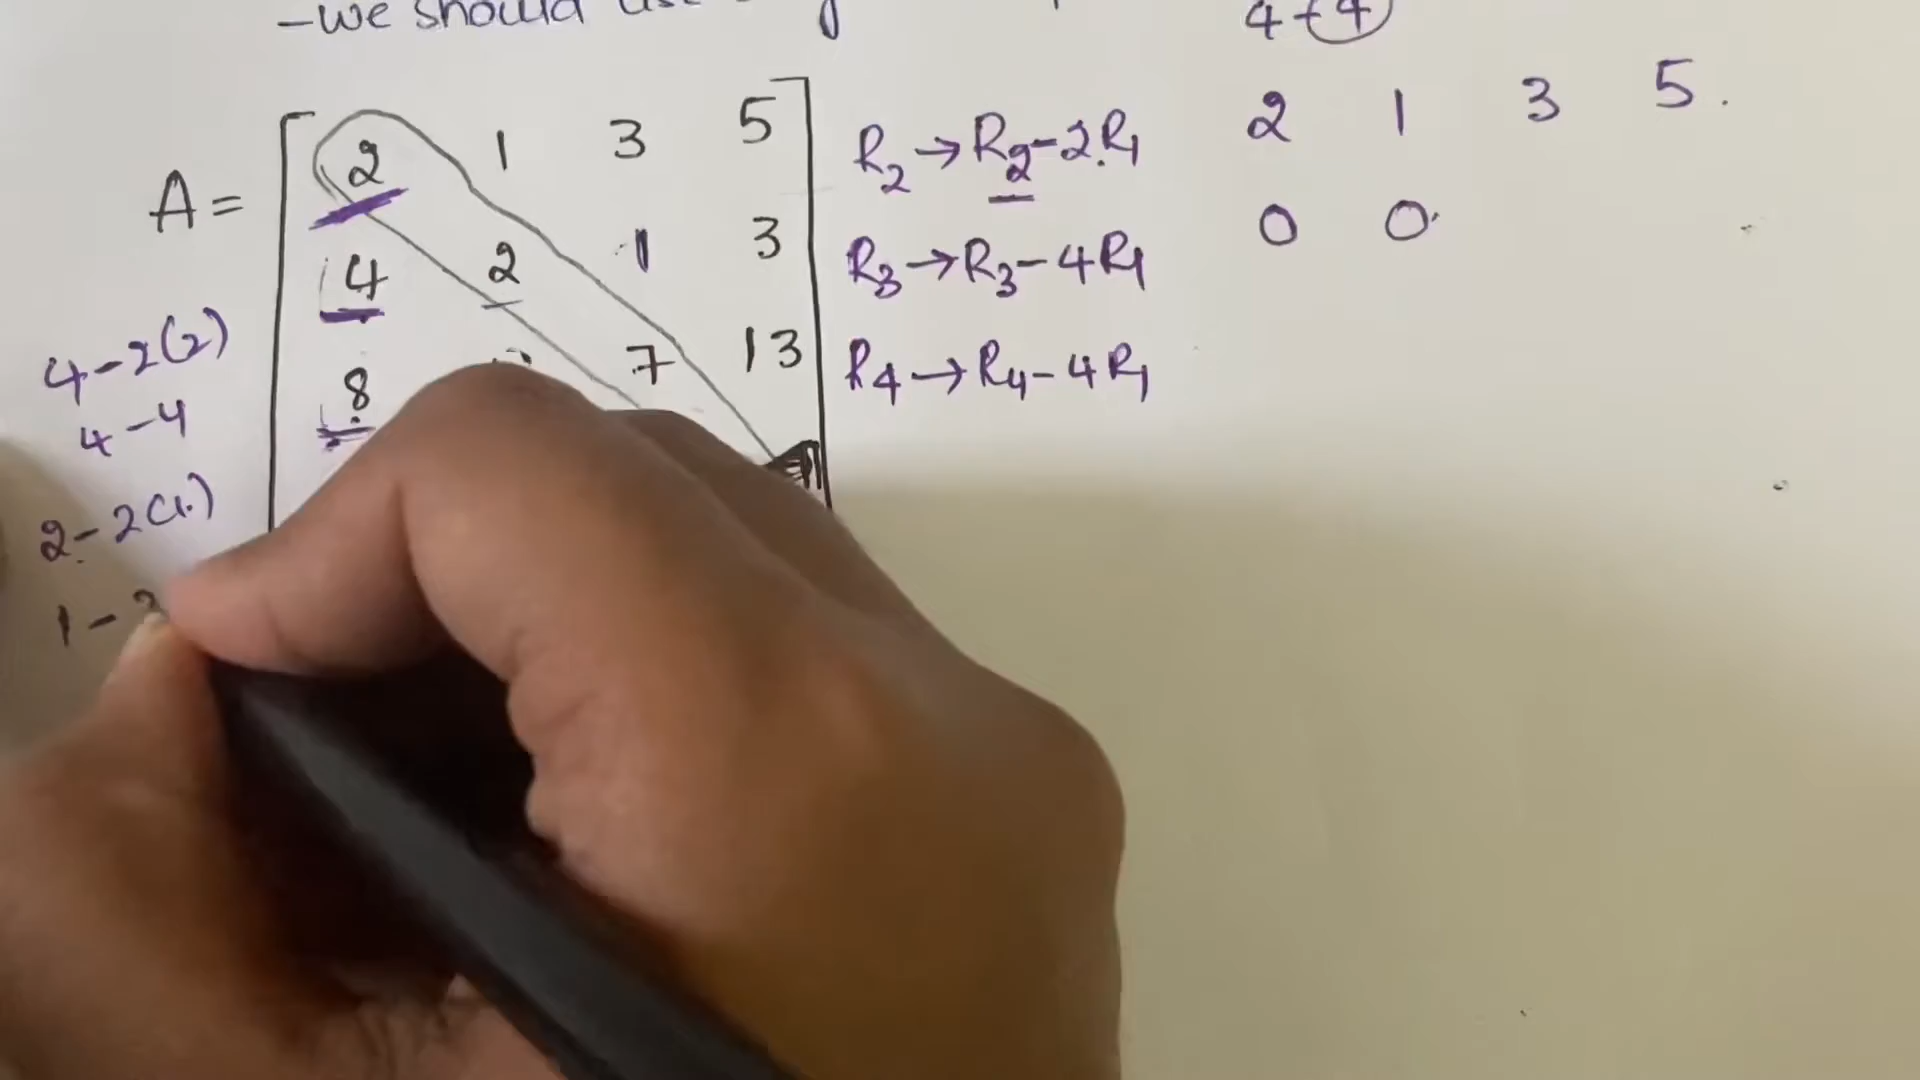 -we should use
4-4
A = 2 1 3 5 R2→R2-2R1 2 1 3 5
4 2 1 3 R3→R3-4R1 0 0
8 7 13 R4→R4-4R1
4-2(2)
4-4
2-2(1)
1-